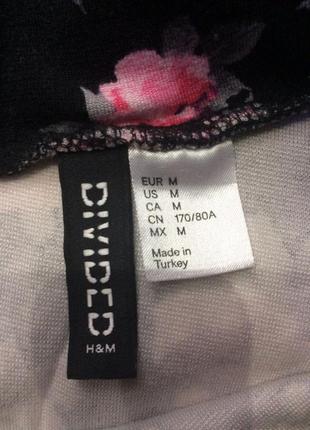 DIVIDED
H&M
EUR M
US M
CA M
CN 170/80A
MX M
Made in
Turkey